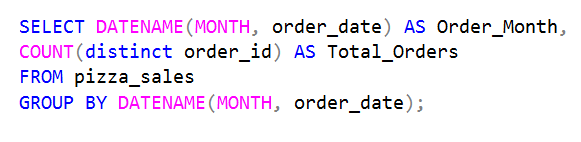 SELECT DATENAME(MONTH, order_date) AS Order_Month,
COUNT(distinct order_id) AS Total_Orders
FROM pizza_sales
GROUP BY DATENAME(MONTH, order_date);